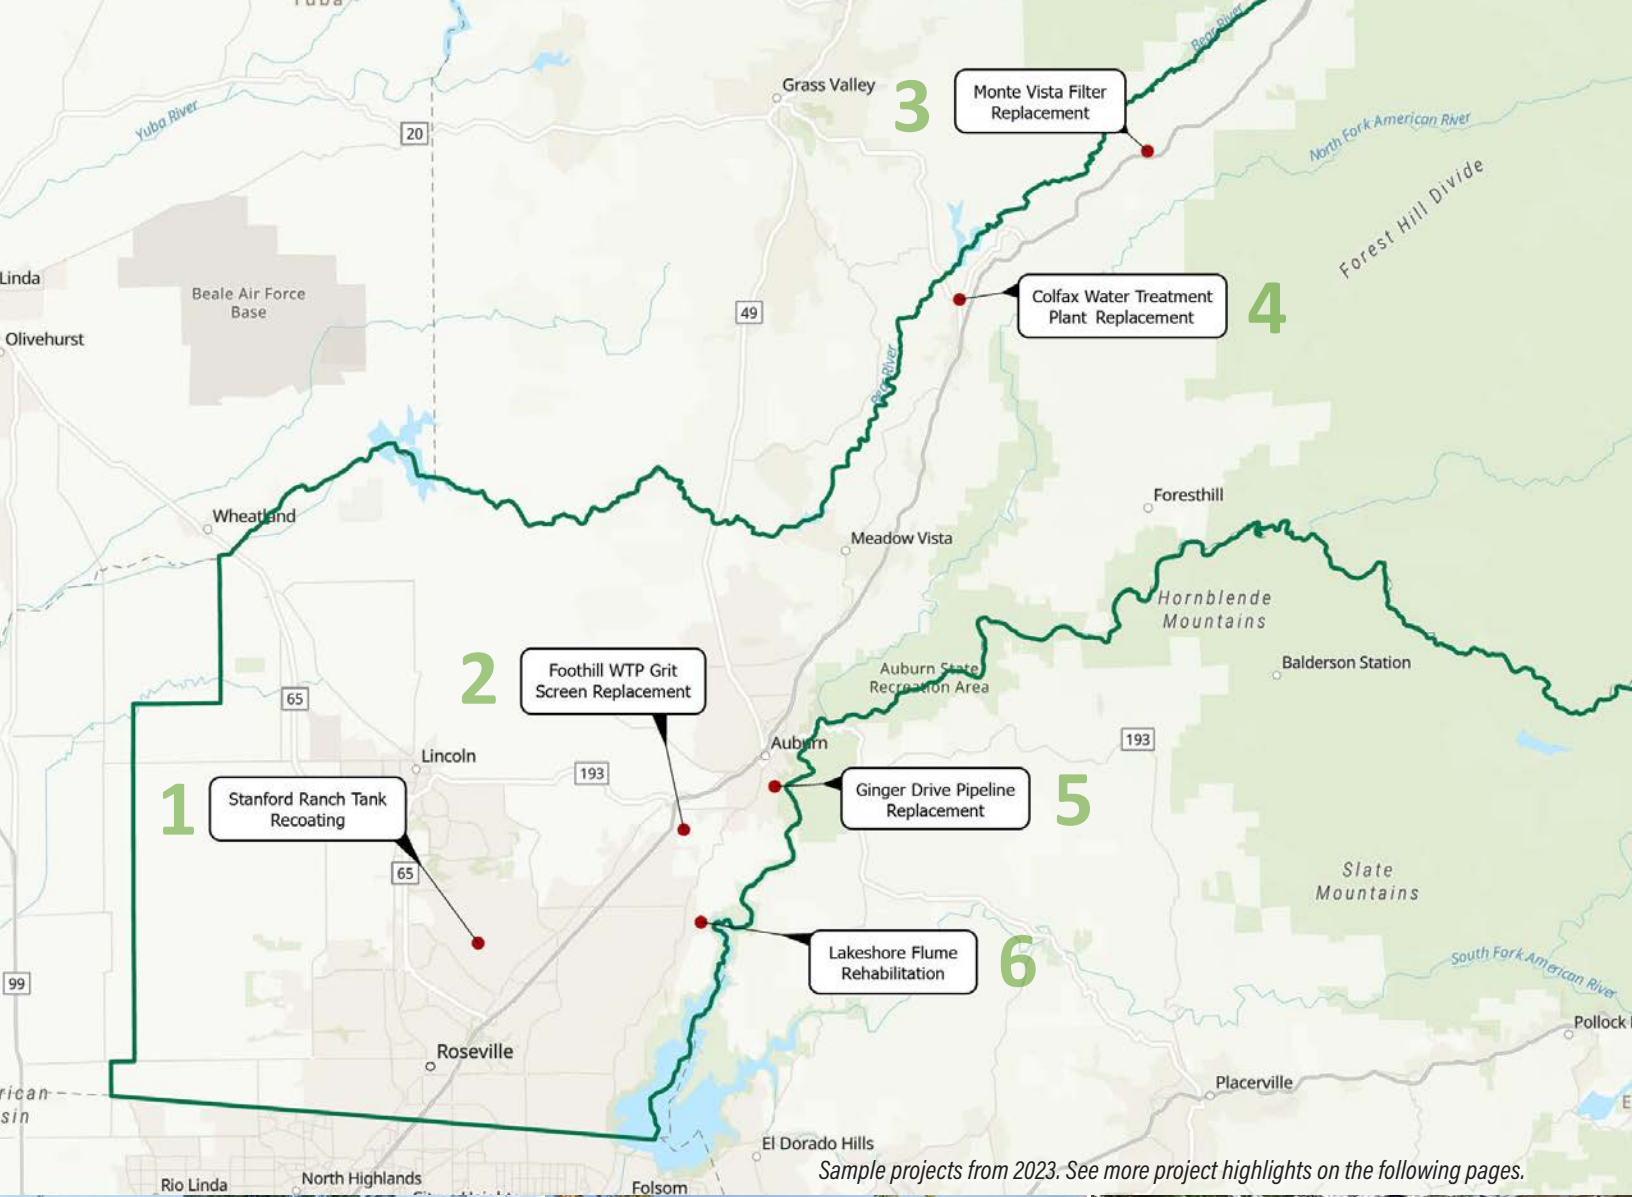 Bear River
Grass Valley
3
Monte Vista Filter
Replacement
Yuba River
20
North Fork American River
Forest Hill Divide
Linda
Beale Air Force
Base
Colfax Water Treatment
Plant Replacement
4
49
Olivehurst
Bear River
Wheatland
Foresthill
Meadow Vista
Hornblende
Mountains
2
Foothill WTP Grit
Screen Replacement
Auburn State
Recreation Area
Balderson Station
65
Auburn
193
Lincoln
193
1
Stanford Ranch Tank
Recoating
Ginger Drive Pipeline
Replacement
5
65
Slate
Mountains
Lakeshore Flume
Rehabilitation
6
South Fork American River
99
Pollock
Roseville
Placerville
rican
sin
El Dorado Hills
Sample projects from 2023. See more project highlights on the following pages.
North Highlands
Rio Linda
Folsom